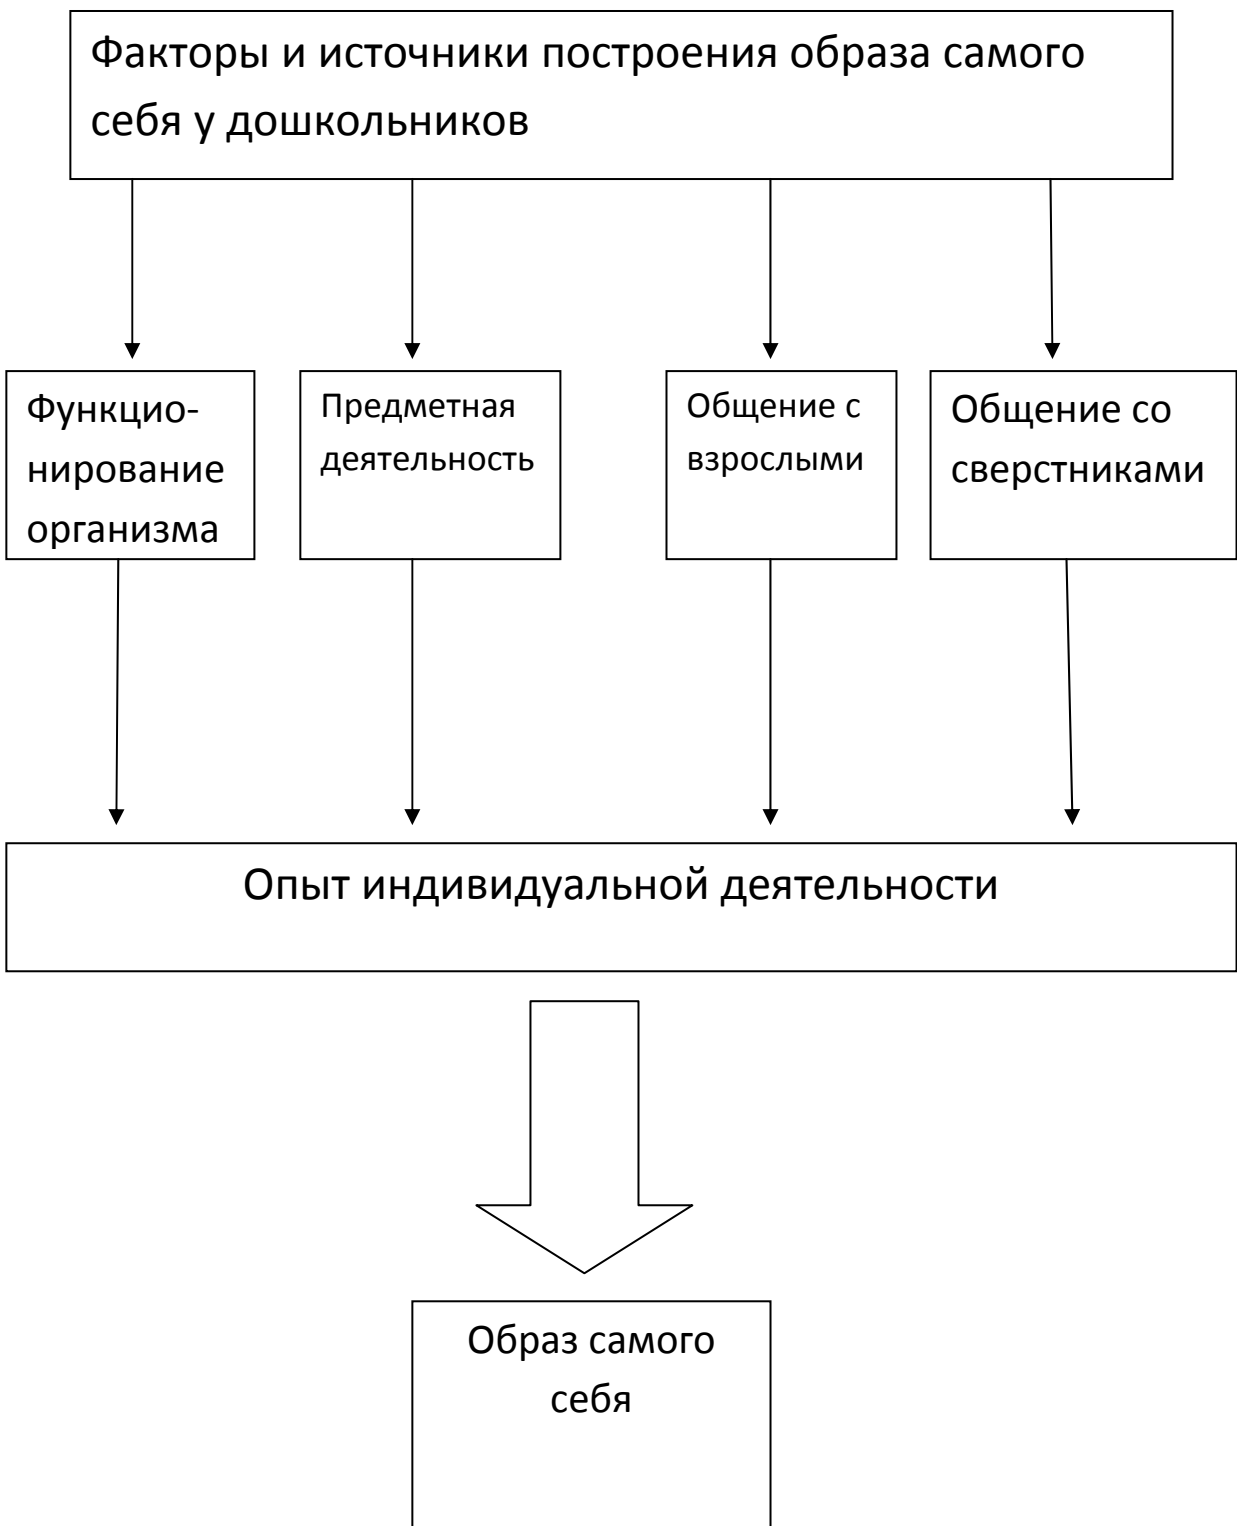 Факторы и источники построения образа самого
себя у дошкольников
Функцио-
нирование
организма
Предметная
деятельность
Общение с
взрослыми
Общение со
сверстниками
Опыт индивидуальной деятельности
Образ самого
себя